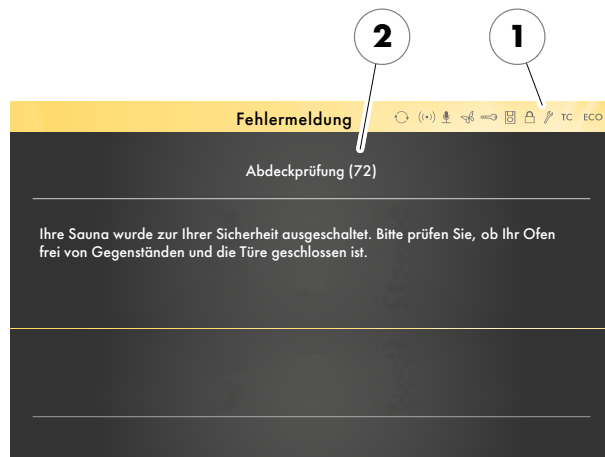 2 1
Fehlermeldung TC ECO
Abdeckprüfung (72)
Ihre Sauna wurde zur Ihrer Sicherheit ausgeschaltet. Bitte prüfen Sie, ob Ihr Ofen
frei von Gegenständen und die Türe geschlossen ist.